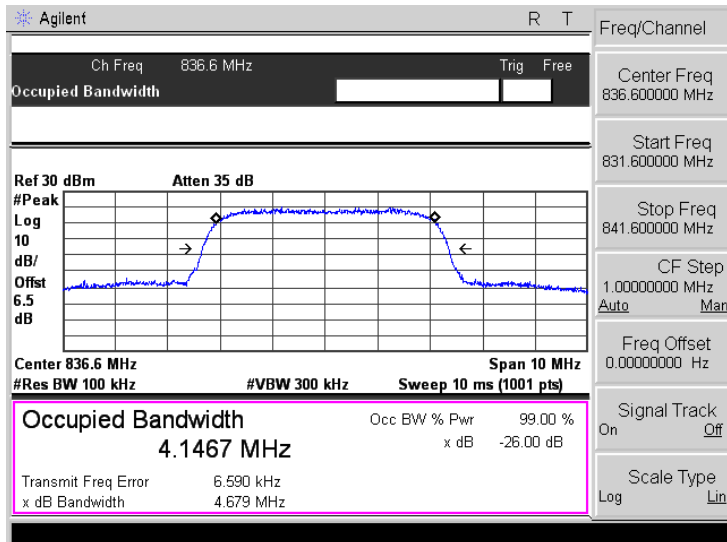 Agilent R T
Freq/Channel
Ch Freq 836.6 MHz Trig Free
Occupied Bandwidth
Center Freq
836.600000 MHz
Start Freq
831.600000 MHz
Stop Freq
841.600000 MHz
CF Step
1.00000000 MHz
Auto Man
Freq Offset
0.00000000 Hz
Signal Track
On Off
Scale Type
Log Lin
Ref 30 dBm Atten 35 dB
#Peak
Log
10
dB/
Offst
6.5
dB
Center 836.6 MHz Span 10 MHz
#Res BW 100 kHz #VBW 300 kHz Sweep 10 ms (1001 pts)
Occupied Bandwidth Occ BW % Pwr 99.00 %
4.1467 MHz x dB -26.00 dB
Transmit Freq Error 6.590 kHz
x dB Bandwidth 4.679 MHz